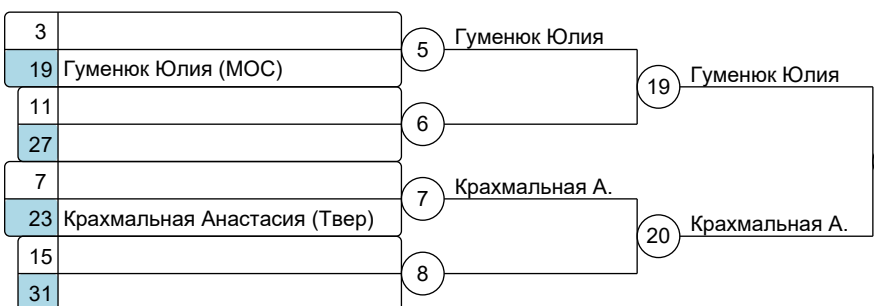 3
5 Гуменюк Юлия
19 Гуменюк Юлия (МОС)
19 Гуменюк Юлия
11
6
27
7
7 Крахмальная А.
23 Крахмальная Анастасия (Твер)
20 Крахмальная А.
15
8
31